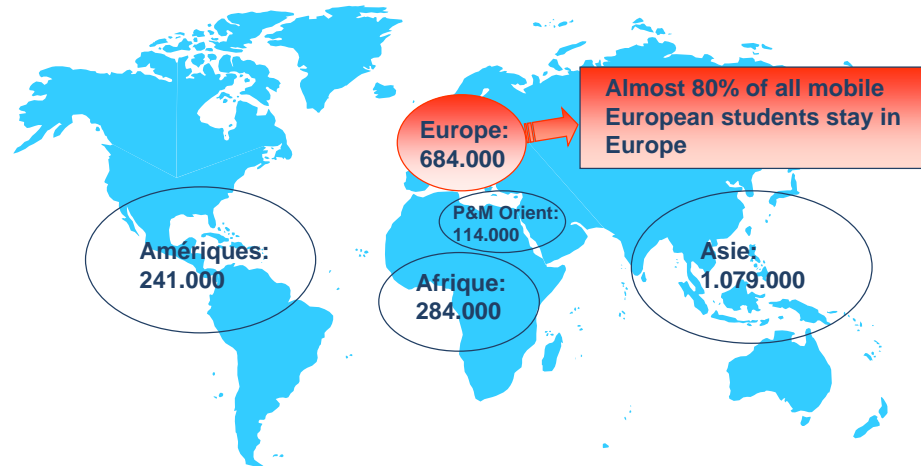 Almost 80% of all mobile
European students stay in
Europe
Europe:
684.000
P&M Orient:
114.000
Amériques:
241.000
Afrique:
284.000
Asie:
1.079.000